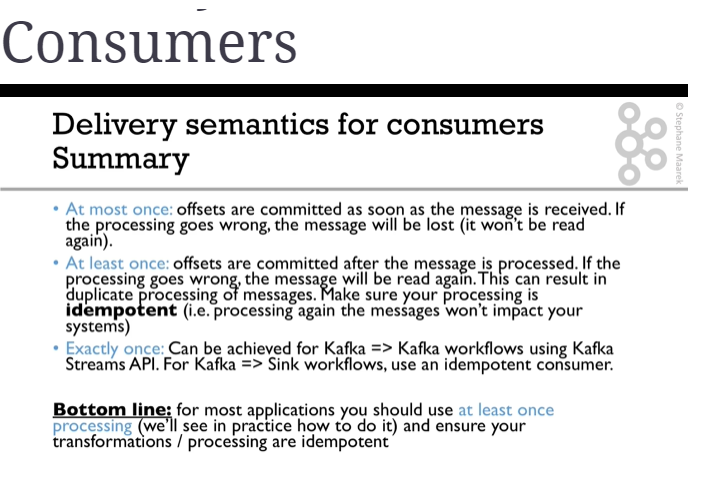 Consumers
Delivery semantics for consumers
Summary
© Stephane Maarek
• At most once: offsets are committed as soon as the message is received. If
the processing goes wrong, the message will be lost (it won't be read
again).
• At least once: offsets are committed after the message is processed. If the
processing goes wrong, the message will be read again. This can result in
duplicate processing of messages. Make sure your processing is
idempotent (i.e. processing again the messages won't impact your
systems)
• Exactly once: Can be achieved for Kafka => Kafka workflows using Kafka
Streams API. For Kafka => Sink workflows, use an idempotent consumer.
Bottom line: for most applications you should use at least once
processing (we'll see in practice how to do it) and ensure your
transformations / processing are idempotent